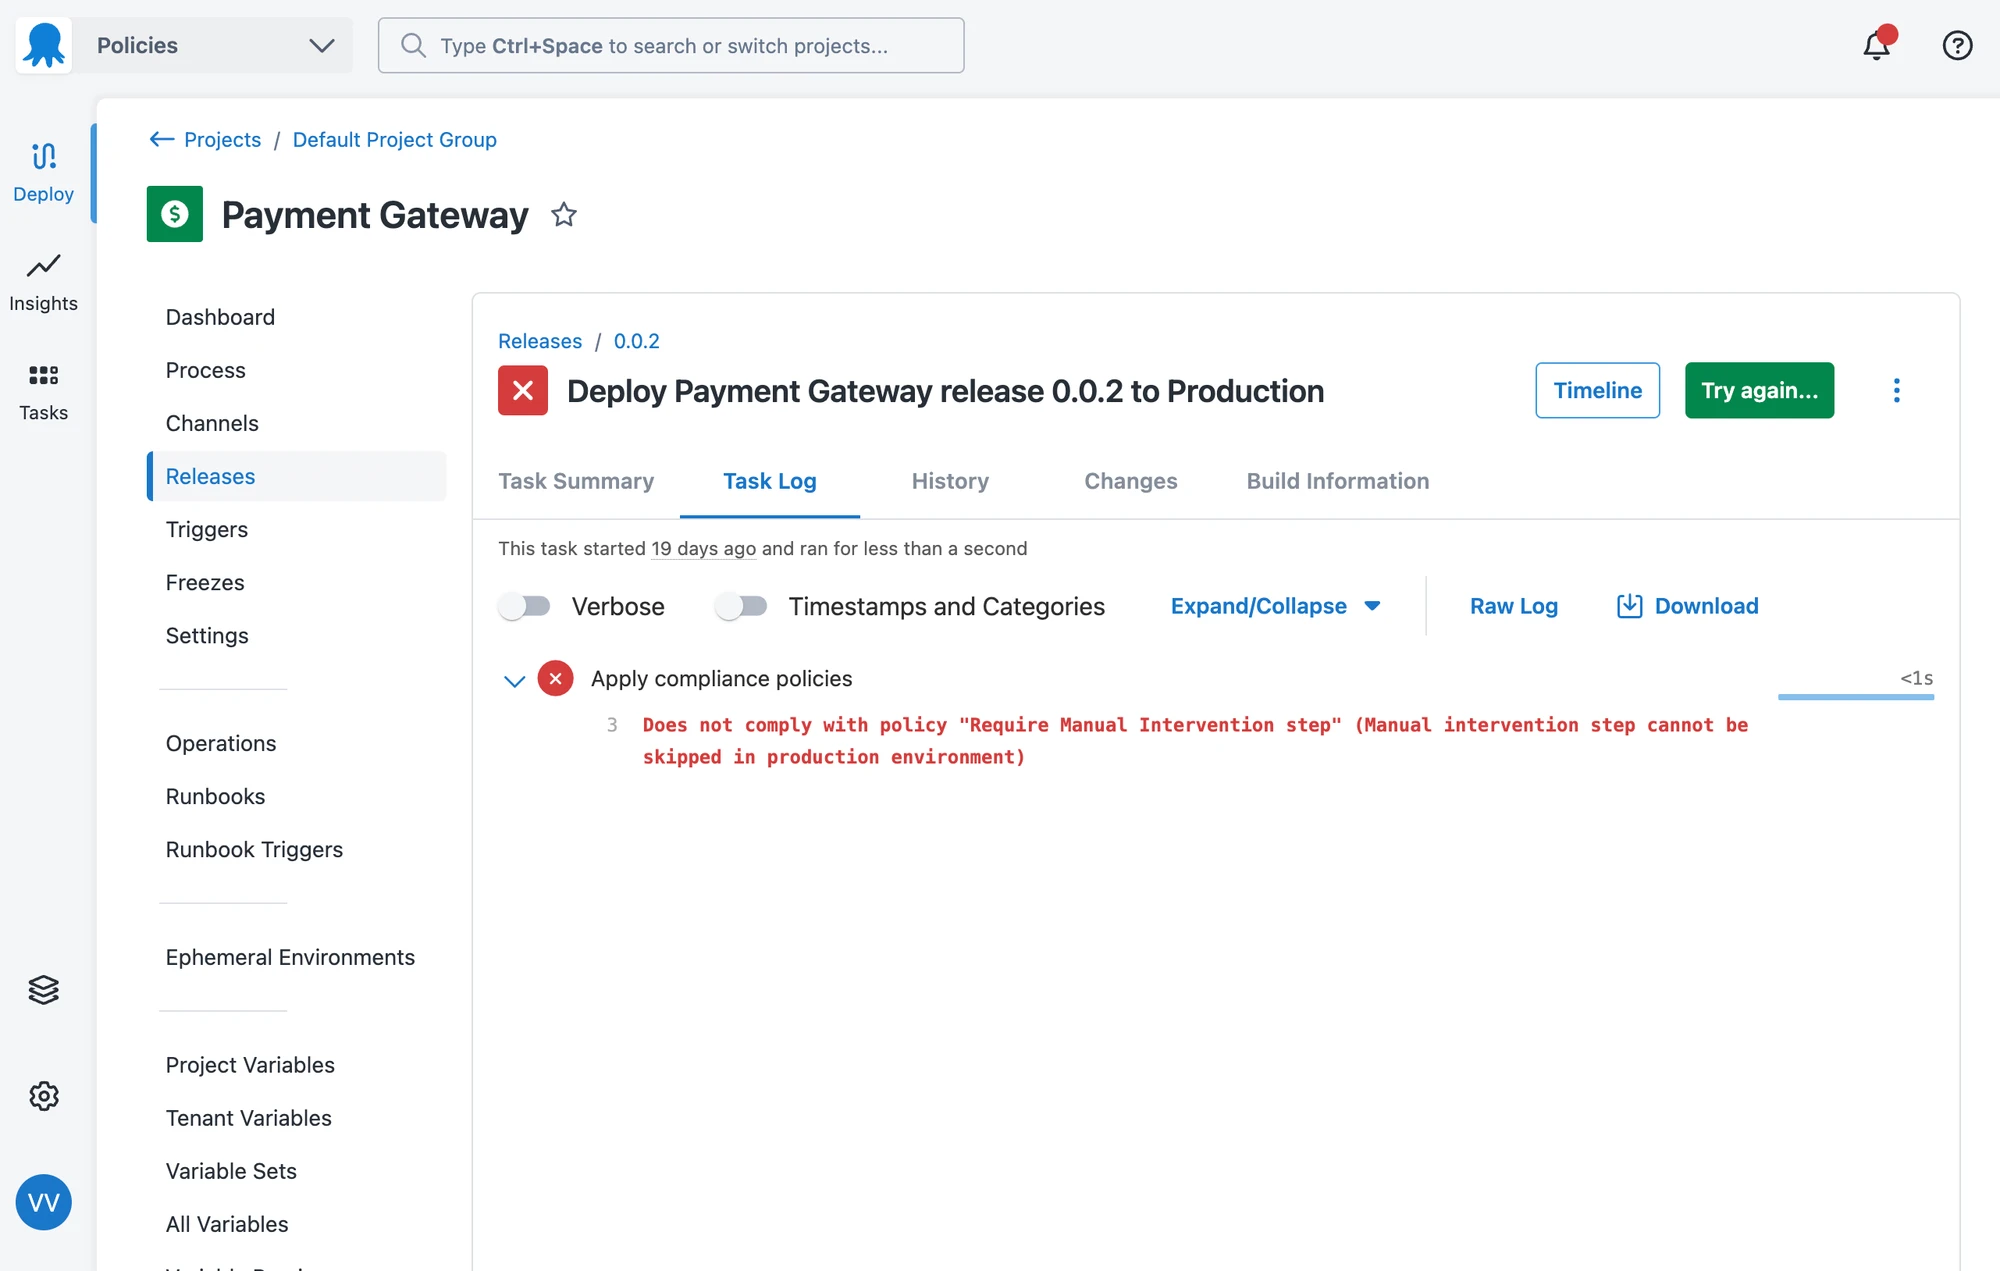 Policies
Type Ctrl+Space to search or switch projects...
Deploy
Insights
Tasks
VV
Projects / Default Project Group
Payment Gateway
Dashboard
Process
Channels
Releases
Triggers
Freezes
Settings
Operations
Runbooks
Runbook Triggers
Ephemeral Environments
Project Variables
Tenant Variables
Variable Sets
All Variables
Releases / 0.0.2
Deploy Payment Gateway release 0.0.2 to Production
Timeline
Try again...
Task Summary
Task Log
History
Changes
Build Information
This task started 19 days ago and ran for less than a second
Verbose
Timestamps and Categories
Expand/Collapse
Raw Log
Download
Apply compliance policies
<1s
3 Does not comply with policy "Require Manual Intervention step" (Manual intervention step cannot be
skipped in production environment)